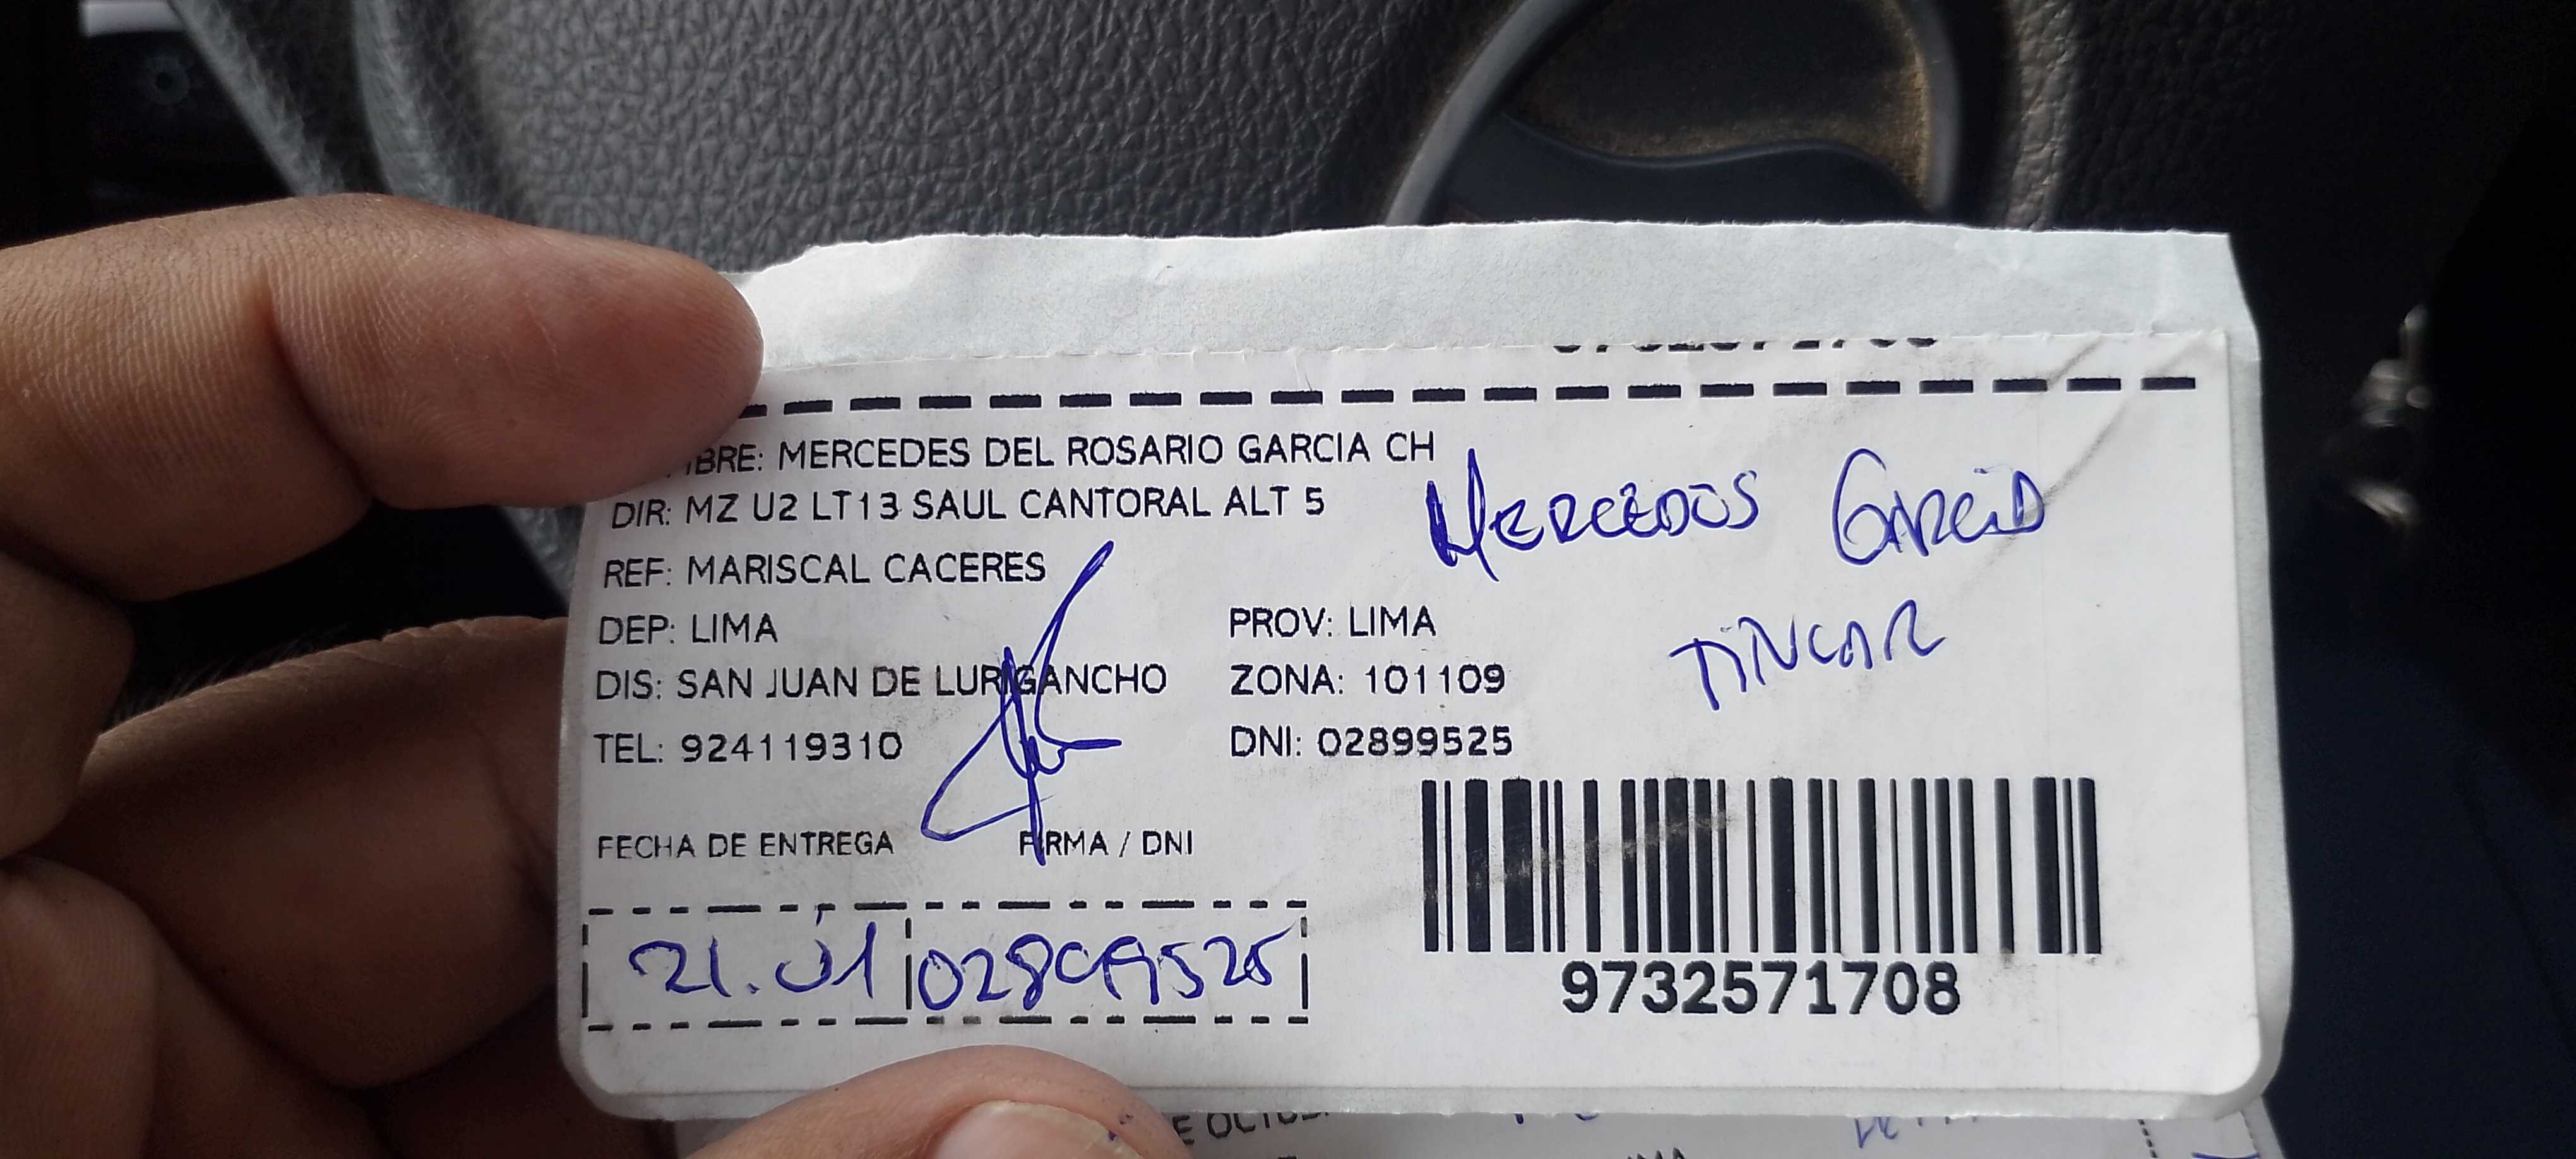 BRE: MERCEDES DEL ROSARIO GARCIA CH
DIR: MZ U2 LT13 SAUL CANTORAL ALT 5
MERCEDES GARCIA
REF: MARISCAL CACERES
DEP: LIMA PROV: LIMA
TINCAR
DIS: SAN JUAN DE LURIGANCHO ZONA: 101109
TEL: 924119310 DNI: 02899525
FECHA DE ENTREGA FIRMA / DNI
21.01 02899525
9732571708